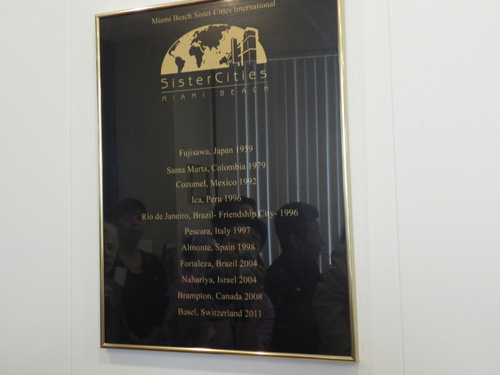 Miami Beach Sister Cities International
SisterCities
MIAMI BEACH
Fujisawa, Japan 1959
Santa Marta, Colombia 1979
Cozumel, Mexico 1992
Ica, Peru 1996
Rio de Janeiro, Brazil- Friendship City- 1996
Pescara, Italy 1997
Almonte, Spain 1998
Fortaleza, Brazil 2004
Nahariya, Israel 2004
Brampton, Canada 2008
Basel, Switzerland 2011